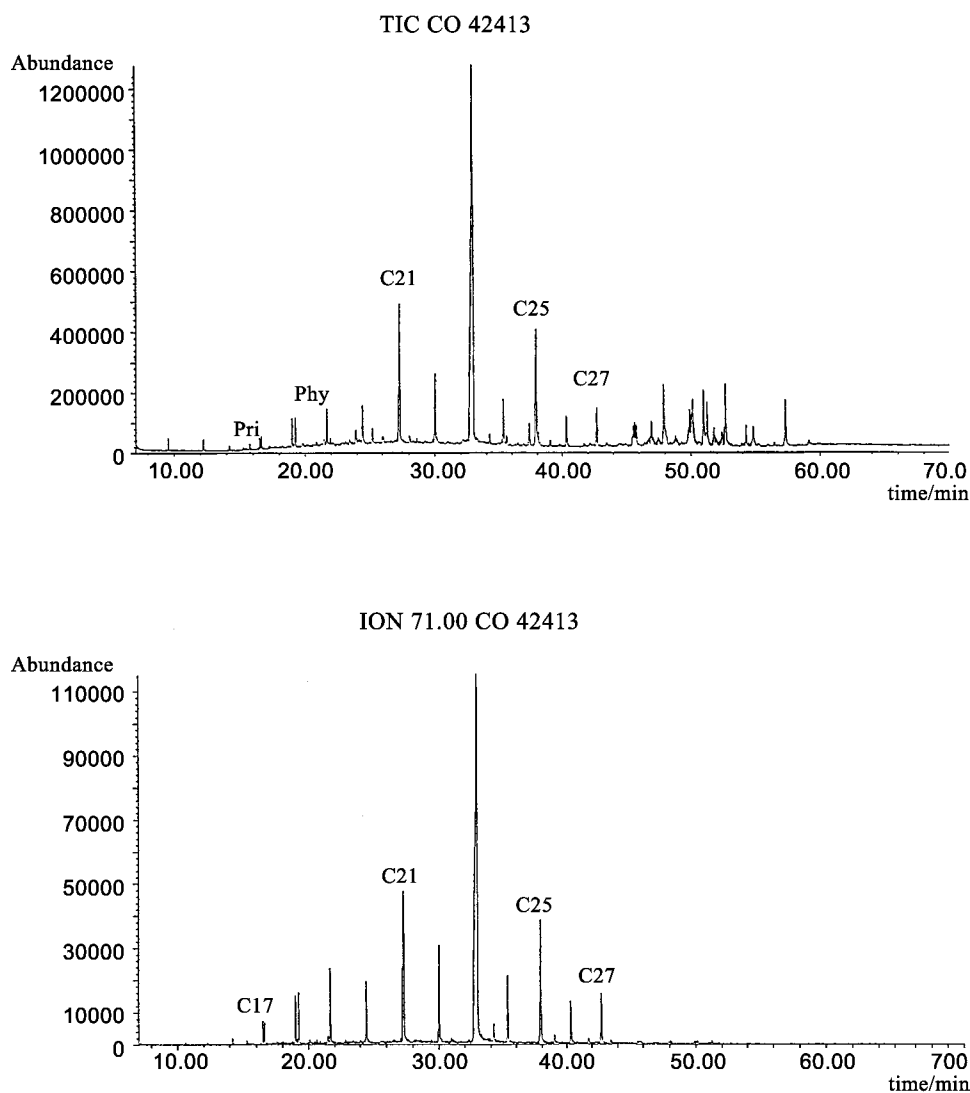 TIC CO 42413
Abundance
1200000
1000000
800000
600000
400000
200000
0
C21
C25
C27
Phy
Pri
10.00 20.00 30.00 40.00 50.00 60.00 70.0
time/min
ION 71.00 CO 42413
Abundance
110000
90000
70000
50000
30000
10000
0
C21
C25
C27
C17
10.00 20.00 30.00 40.00 50.00 60.00 700
time/min